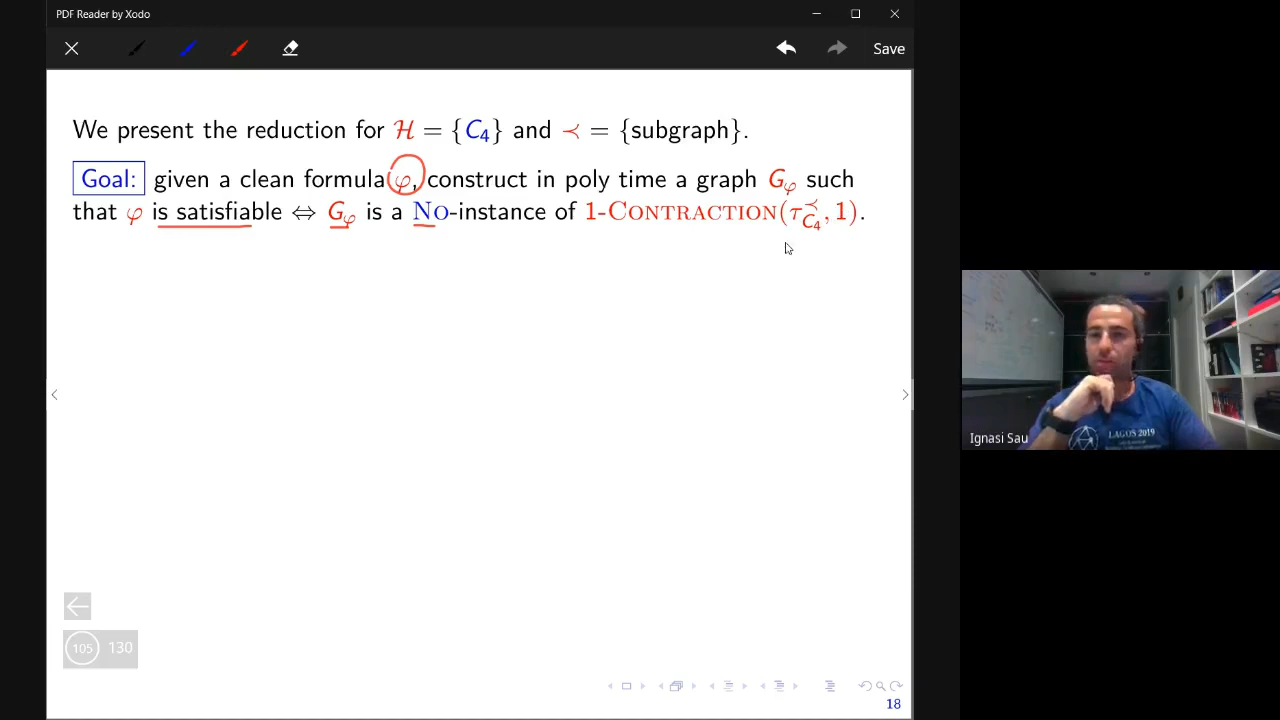 PDF Reader by Xodo
Save
We present the reduction for ℋ = {C₄} and ≺ = {subgraph}.
Goal: given a clean formula φ, construct in poly time a graph G_φ such
that φ is satisfiable ⇔ G_φ is a No-instance of 1-Contraction(τ_{C₄}^≺, 1).
LAGOS 2019
Ignasi Sau
105 130
18